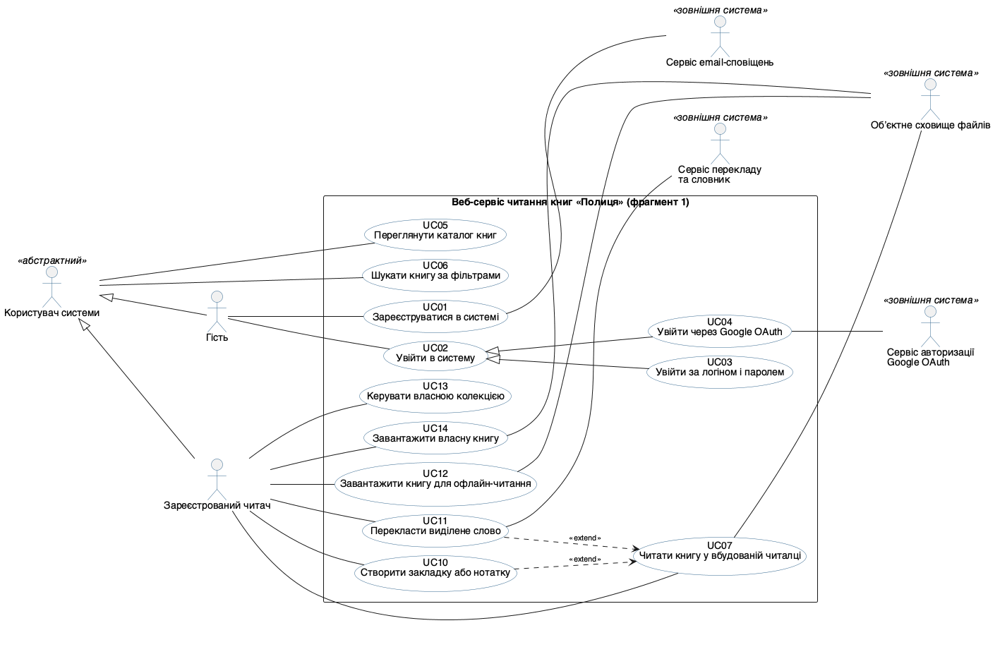 «зовнішня система»
Сервіс email-сповіщень
«зовнішня система»
Об'єктне сховище файлів
«зовнішня система»
Сервіс перекладу
та словник
Веб-сервіс читання книг «Полиця» (фрагмент 1)
UC05
Переглянути каталог книг
«абстрактний»
Користувач системи
UC06
Шукати книгу за фільтрами
Гість
UC01
Зареєструватися в системі
«зовнішня система»
Сервіс авторизації
Google OAuth
UC04
Увійти через Google OAuth
UC02
Увійти в систему
UC03
Увійти за логіном і паролем
UC13
Керувати власною колекцією
UC14
Завантажити власну книгу
UC12
Завантажити книгу для офлайн-читання
Зареєстрований читач
UC11
Перекласти виділене слово
«extend»
UC07
Читати книгу у вбудованій читалці
«extend»
UC10
Створити закладку або нотатку